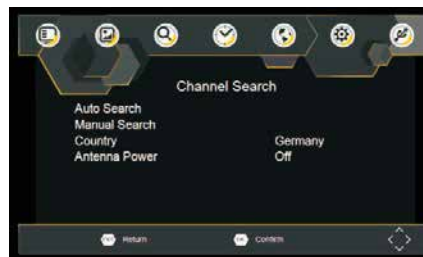 Channel Search
Auto Search
Manual Search
Country Germany
Antenna Power Off
Return
Confirm